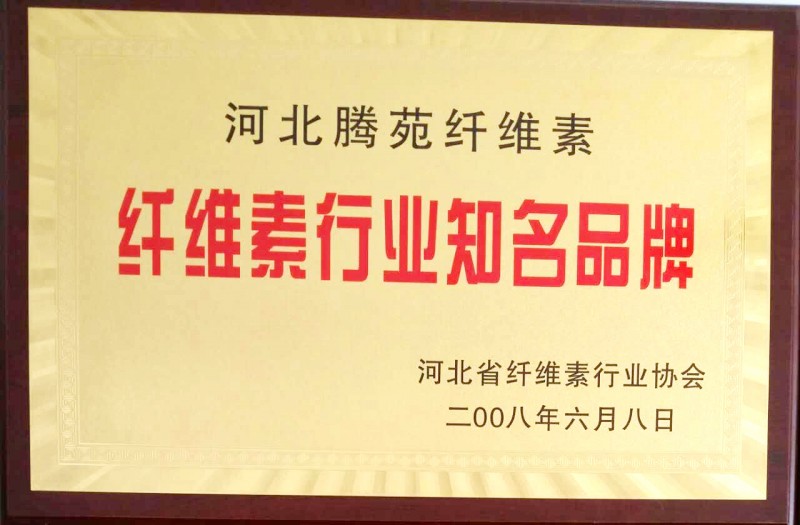 河北腾苑纤维素
纤维素行业知名品牌
河北省纤维素行业协会
二00八年六月八日